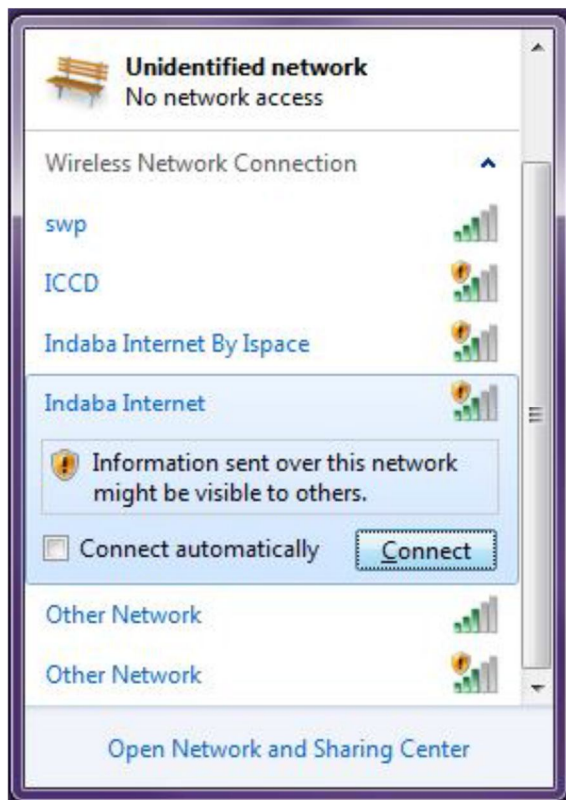 Unidentified network
No network access
Wireless Network Connection
swp
ICCD
Indaba Internet By Ispace
Indaba Internet
Information sent over this network
might be visible to others.
Connect automatically
Connect
Other Network
Other Network
Open Network and Sharing Center